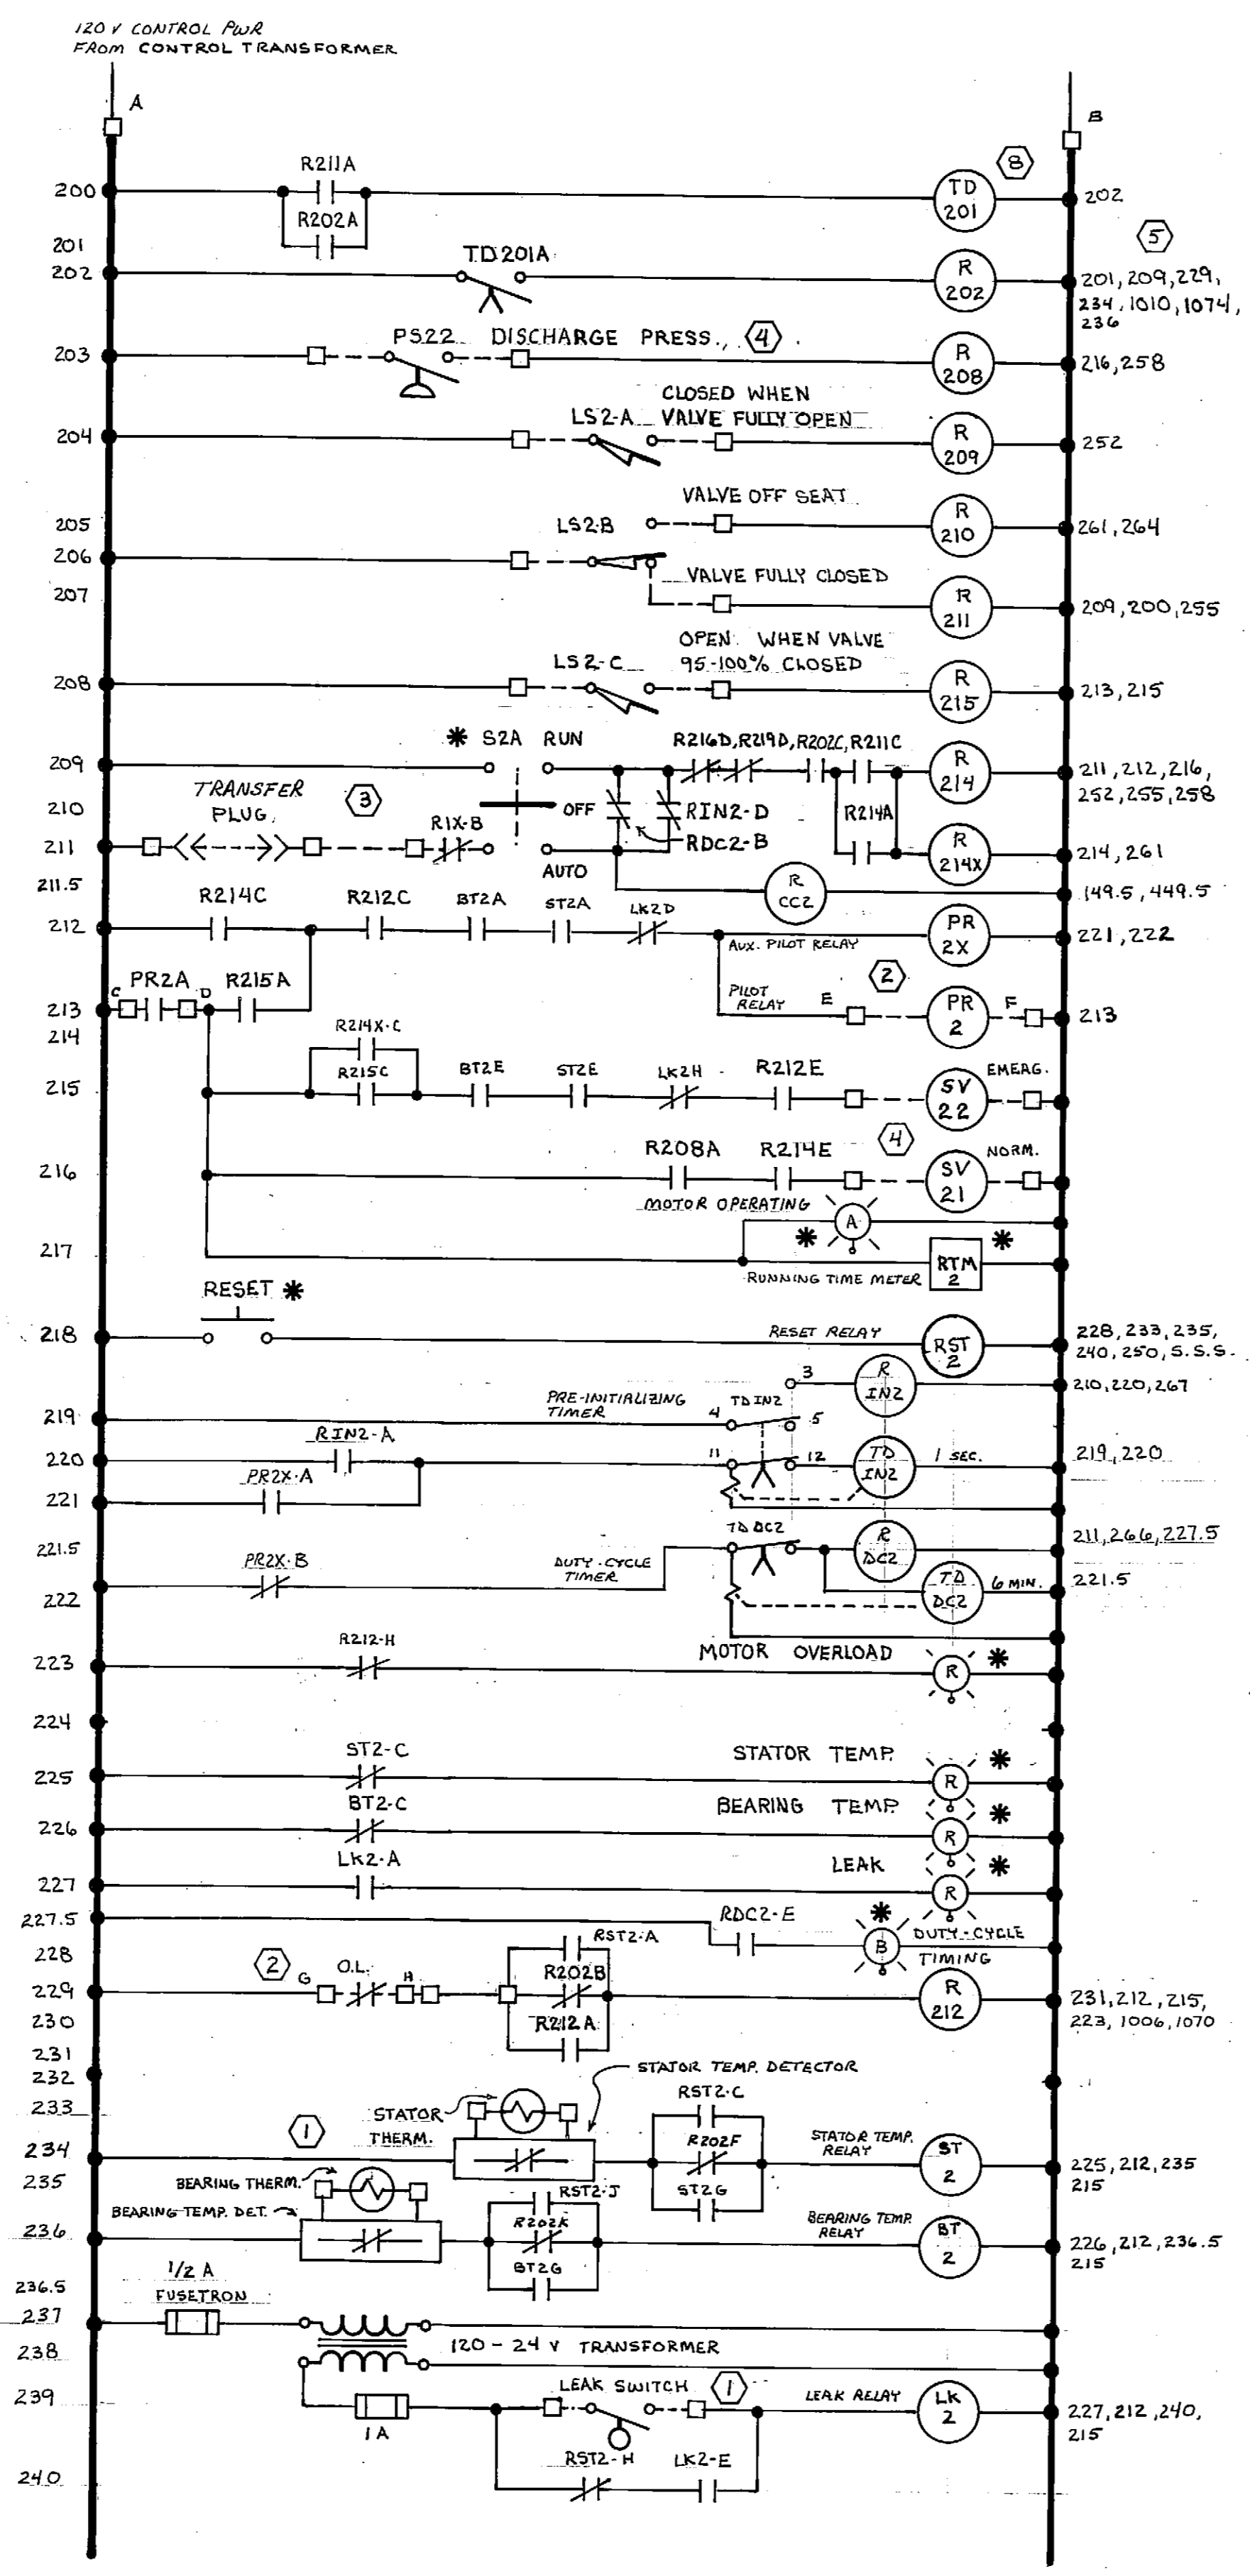 120 V CONTROL PWR
FROM CONTROL TRANSFORMER
A
B
R211A
8
200
TD
201
202
R202A
201
5
TD201A
202
R
202
201, 209, 229,
234, 1010, 1074,
236
PS22 DISCHARGE PRESS., 4
203
R
208
216, 258
CLOSED WHEN
LS2-A VALVE FULLY OPEN
204
R
209
252
VALVE OFF SEAT
205
LS2-B
R
210
261, 264
206
VALVE FULLY CLOSED
207
R
211
209, 200, 255
OPEN WHEN VALVE
LS2-C 95-100% CLOSED
208
R
215
213, 215
* S2A RUN
R216D, R219D, R202C, R211C
209
R
214
211, 212, 216,
252, 255, 258
TRANSFER
PLUG
3
210
OFF
RIN2-D
R214A
R1X-B
RDC2-B
211
AUTO
R
214X
214, 261
211.5
R
CC2
149.5, 449.5
R214C
R212C
BT2A
ST2A
LK2D
212
AUX. PILOT RELAY
PR
2X
221, 222
PR2A
R215A
2
C
D
PILOT
RELAY
E
F
213
PR
2
213
214
R214X-C
R215C
BT2E
ST2E
LK2H
R212E
EMERG.
215
SV
22
R208A
R214E
4
NORM.
216
SV
21
MOTOR OPERATING
A
*
217
RTM
2
*
RUNNING TIME METER
RESET *
218
RESET RELAY
RST
2
228, 233, 235,
240, 250, S.S.S.
3
R
IN2
210, 220, 267
PRE-INITIALIZING
TIMER
TDIN2
219
4
5
RIN2-A
220
11
12
TD
IN2
1 SEC.
219, 220
PR2X-A
221
TD DC2
221.5
R
DC2
211, 266, 227.5
PR2X-B
DUTY-CYCLE
TIMER
222
TD
DC2
6 MIN.
221.5
R212-H
MOTOR OVERLOAD
223
R
*
224
ST2-C
STATOR TEMP.
*
225
R
BT2-C
BEARING TEMP.
*
226
R
LK2-A
LEAK
*
227
R
227.5
RDC2-E
*
B
DUTY-CYCLE
TIMING
228
RST2-A
2
G
O.L.
H
R202B
229
R
212
231, 212, 215,
223, 1006, 1070
230
R212A
231
232
STATOR TEMP. DETECTOR
233
STATOR
THERM.
RST2-C
1
234
R202F
STATOR TEMP.
RELAY
ST
2
225, 212, 235
215
235
BEARING THERM.
ST2G
BEARING TEMP. DET.
RST2-J
236
R202K
BEARING TEMP.
RELAY
BT
2
226, 212, 236.5
215
BT2G
236.5
1/2 A
FUSETRON
237
120 - 24 V TRANSFORMER
238
239
LEAK SWITCH
1
LEAK RELAY
LK
2
227, 212, 240,
215
1 A
RST2-H
LK2-E
240